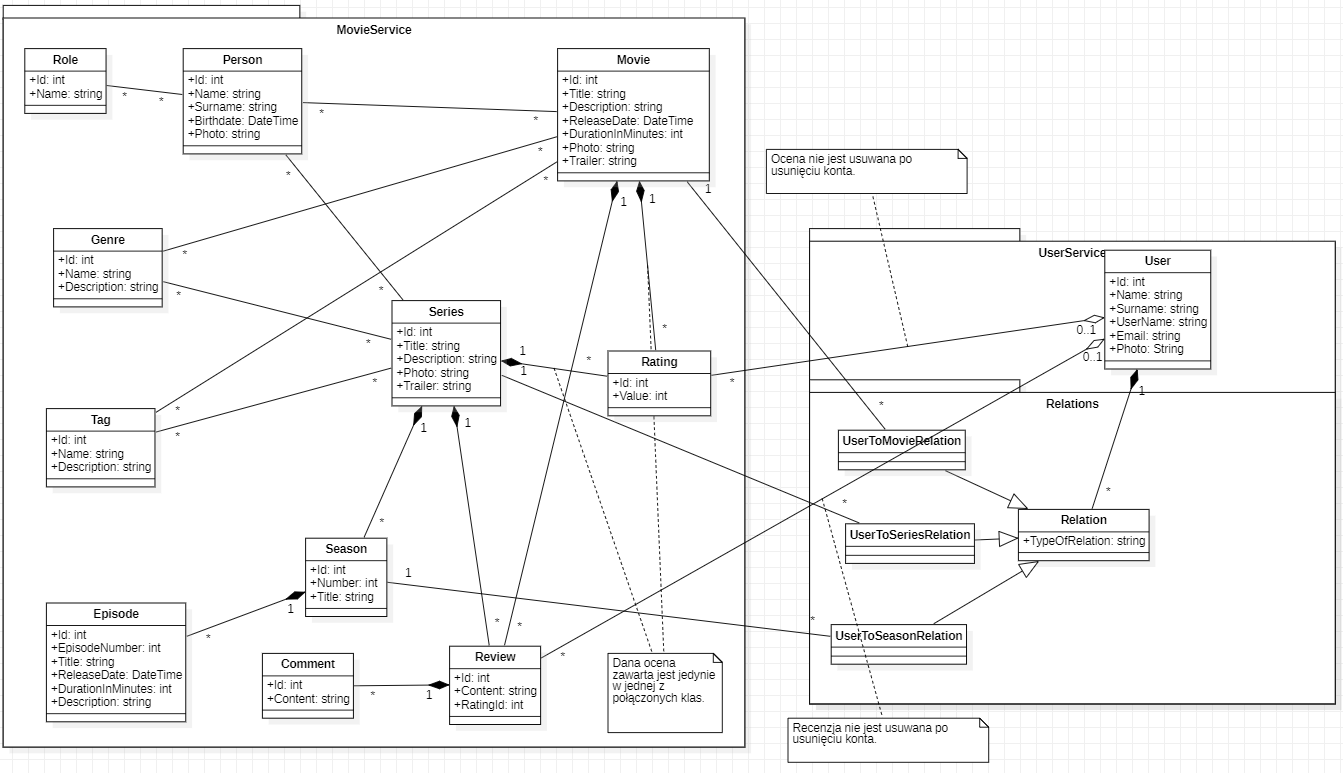 MovieService
Role
+Id: int
+Name: string
Person
+Id: int
+Name: string
+Surname: string
+Birthdate: DateTime
+Photo: string
Movie
+Id: int
+Title: string
+Description: string
+ReleaseDate: DateTime
+DurationInMinutes: int
+Photo: string
+Trailer: string
*
*
*
*
*
*
*
1
1
1
Ocena nie jest usuwana po
usunięciu konta.
Genre
+Id: int
+Name: string
+Description: string
*
*
UserService
User
+Id: int
+Name: string
+Surname: string
+UserName: string
+Email: string
+Photo: String
0..1
0..1
1
Series
+Id: int
+Title: string
+Description: string
+Photo: string
+Trailer: string
*
*
*
1
1
*
1
1
Rating
+Id: int
+Value: int
*
*
Tag
+Id: int
+Name: string
+Description: string
*
*
Relations
*
UserToMovieRelation
*
UserToSeriesRelation
*
Relation
+TypeOfRelation: string
*
UserToSeasonRelation
Season
+Id: int
+Number: int
+Title: string
*
1
1
Episode
+Id: int
+EpisodeNumber: int
+Title: string
+ReleaseDate: DateTime
+DurationInMinutes: int
+Description: string
*
Comment
+Id: int
+Content: string
*
1
Review
+Id: int
+Content: string
+RatingId: int
*
*
*
Dana ocena
zawarta jest jedynie
w jednej z
połączonych klas.
Recenzja nie jest usuwana po
usunięciu konta.